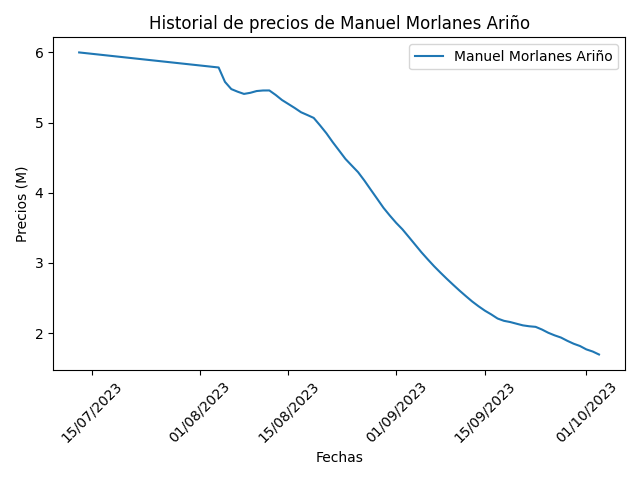 Historial de precios de Manuel Morlanes Ariño
Manuel Morlanes Ariño
Precios (M)
6
5
4
3
2
15/07/2023
01/08/2023
15/08/2023
01/09/2023
15/09/2023
01/10/2023
Fechas